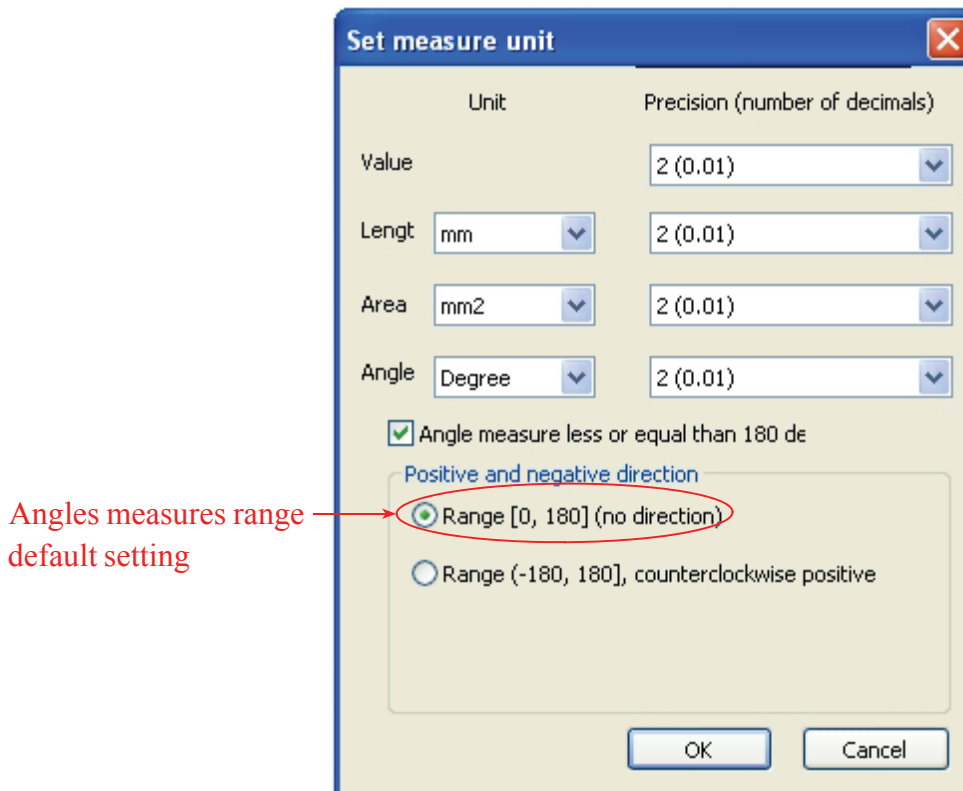 Set measure unit
Unit Precision (number of decimals)
Value 2 (0.01)
Lengt mm 2 (0.01)
Area mm2 2 (0.01)
Angle Degree 2 (0.01)
Angle measure less or equal than 180 de
Positive and negative direction
Angles measures range
default setting
Range [0, 180] (no direction)
Range (-180, 180], counterclockwise positive
OK Cancel